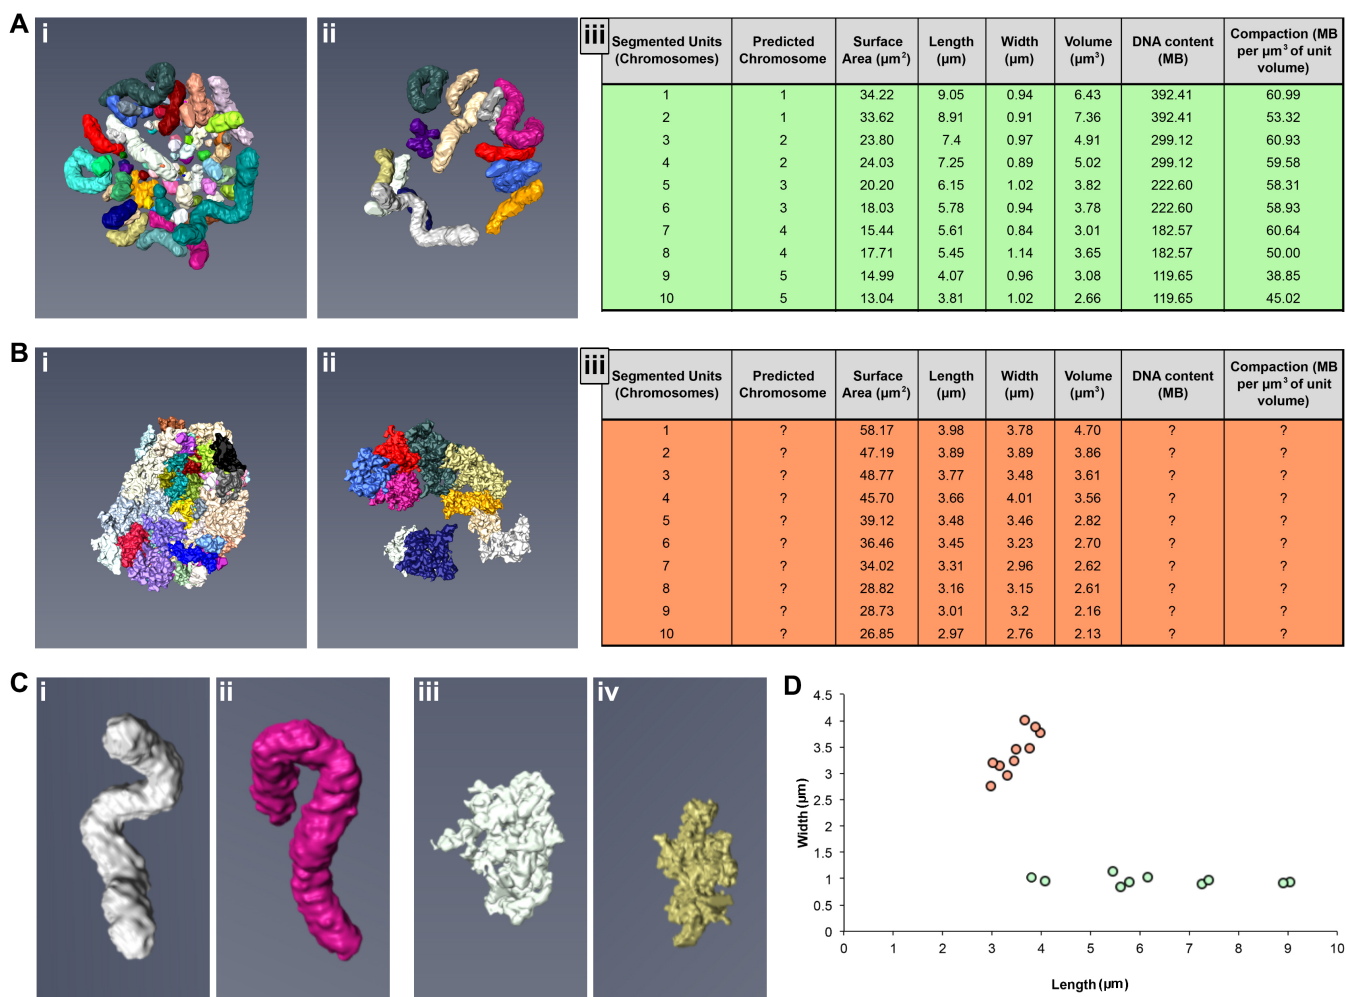 A
i
ii
iii
Segmented Units (Chromosomes) Predicted Chromosome Surface Area (µm²) Length (µm) Width (µm) Volume (µm³) DNA content (MB) Compaction (MB per µm³ of unit volume)
1 1 34.22 9.05 0.94 6.43 392.41 60.99
2 1 33.62 8.91 0.91 7.36 392.41 53.32
3 2 23.80 7.4 0.97 4.91 299.12 60.93
4 2 24.03 7.25 0.89 5.02 299.12 59.58
5 3 20.20 6.15 1.02 3.82 222.60 58.31
6 3 18.03 5.78 0.94 3.78 222.60 58.93
7 4 15.44 5.61 0.84 3.01 182.57 60.64
8 4 17.71 5.45 1.14 3.65 182.57 50.00
9 5 14.99 4.07 0.96 3.08 119.65 38.85
10 5 13.04 3.81 1.02 2.66 119.65 45.02
B
i
ii
iii
Segmented Units (Chromosomes) Predicted Chromosome Surface Area (µm²) Length (µm) Width (µm) Volume (µm³) DNA content (MB) Compaction (MB per µm³ of unit volume)
1 ? 58.17 3.98 3.78 4.70 ? ?
2 ? 47.19 3.89 3.89 3.86 ? ?
3 ? 48.77 3.77 3.48 3.61 ? ?
4 ? 45.70 3.66 4.01 3.56 ? ?
5 ? 39.12 3.48 3.46 2.82 ? ?
6 ? 36.46 3.45 3.23 2.70 ? ?
7 ? 34.02 3.31 2.96 2.62 ? ?
8 ? 28.82 3.16 3.15 2.61 ? ?
9 ? 28.73 3.01 3.2 2.16 ? ?
10 ? 26.85 2.97 2.76 2.13 ? ?
C
i
ii
iii
iv
D
4.5
4
3.5
3
2.5
2
1.5
1
0.5
0
Width (µm)
0 1 2 3 4 5 6 7 8 9 10
Length (µm)